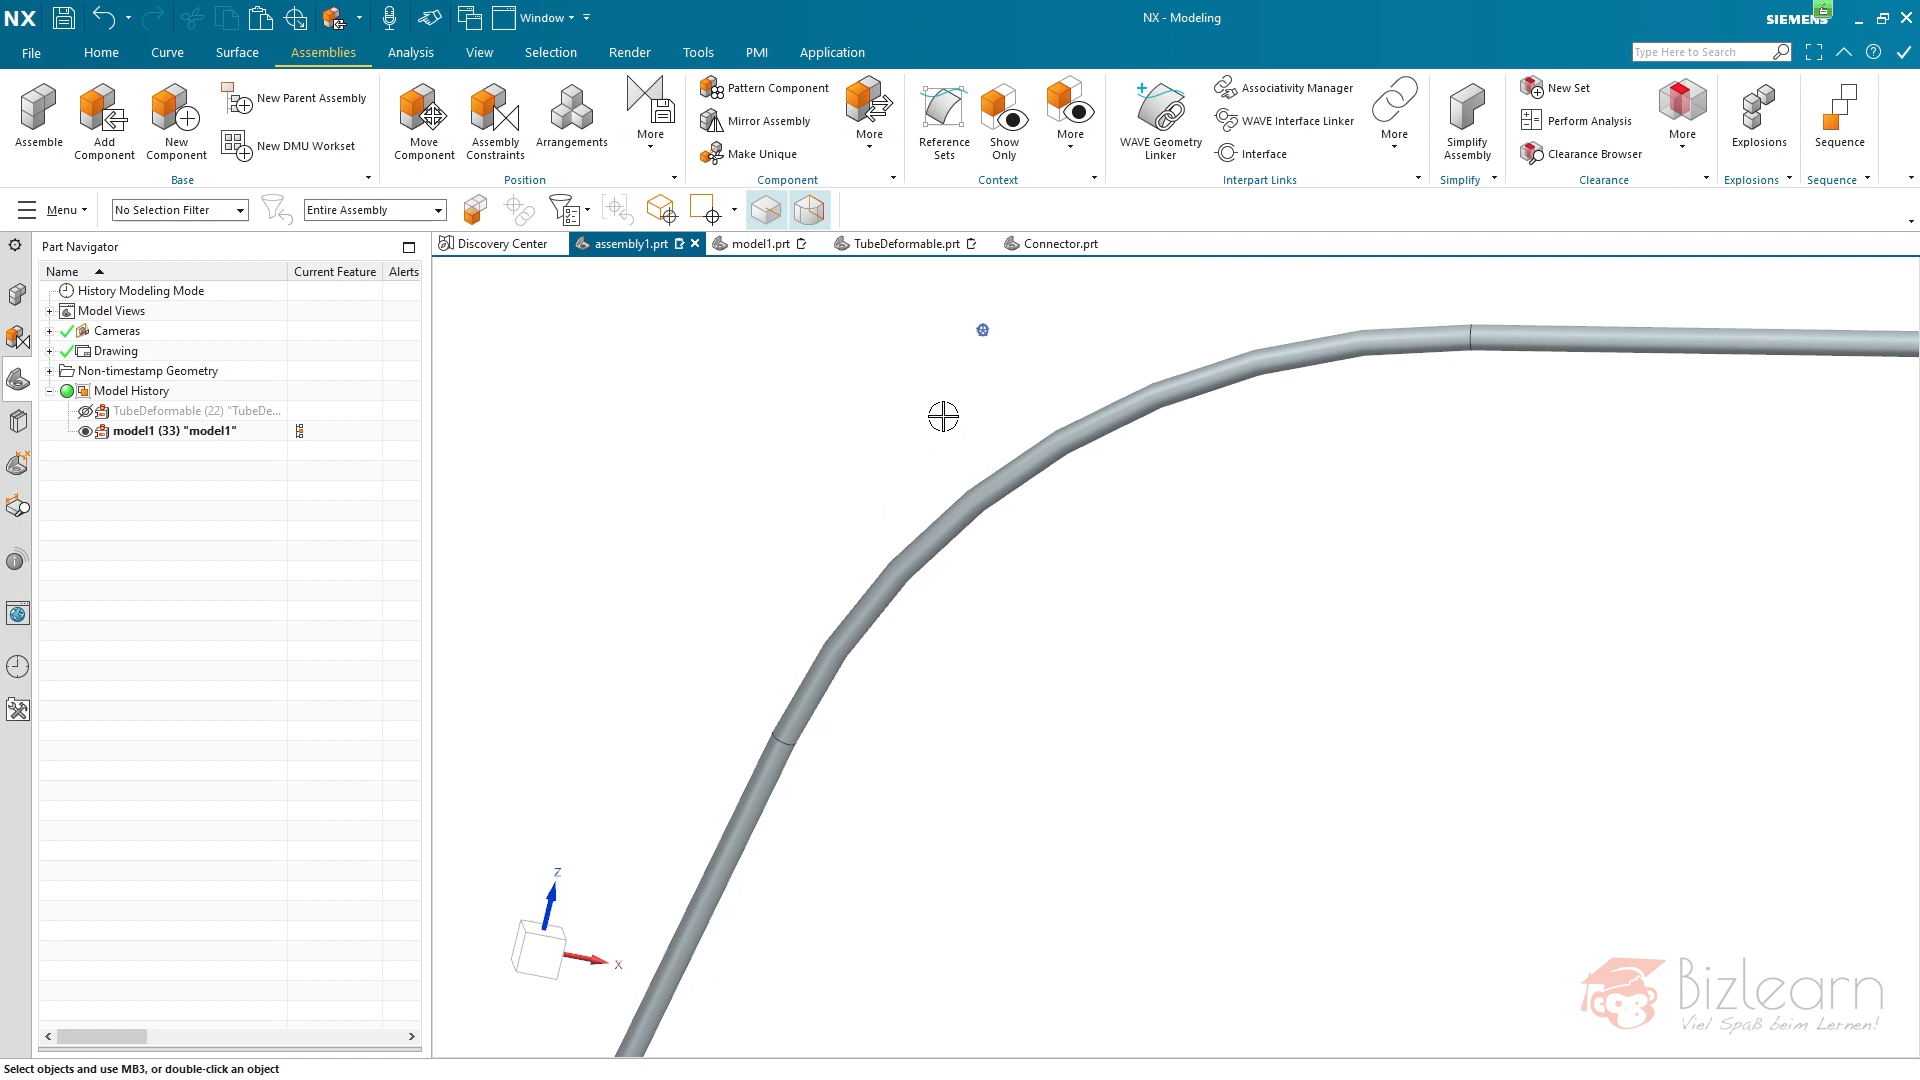 NX
Window
NX - Modeling
SIEMENS
File
Home
Curve
Surface
Assemblies
Analysis
View
Selection
Render
Tools
PMI
Application
Type Here to Search
Assemble
Add
Component
New
Component
New Parent Assembly
New DMU Workset
Base
Move
Component
Assembly
Constraints
Arrangements
More
Position
Pattern Component
Mirror Assembly
Make Unique
More
Component
Reference
Sets
Show
Only
More
Context
WAVE Geometry
Linker
Associativity Manager
WAVE Interface Linker
Interface
More
Interpart Links
Simplify
Assembly
Simplify
New Set
Perform Analysis
Clearance Browser
More
Clearance
Explosions
Explosions
Sequence
Sequence
Menu
No Selection Filter
Entire Assembly
Part Navigator
Discovery Center
assembly1.prt
model1.prt
TubeDeformable.prt
Connector.prt
Name
Current Feature
Alerts
History Modeling Mode
Model Views
Cameras
Drawing
Non-timestamp Geometry
Model History
TubeDeformable (22) "TubeDe...
model1 (33) "model1"
Z
X
Bizlearn
Viel Spaß beim Lernen!
Select objects and use MB3, or double-click an object